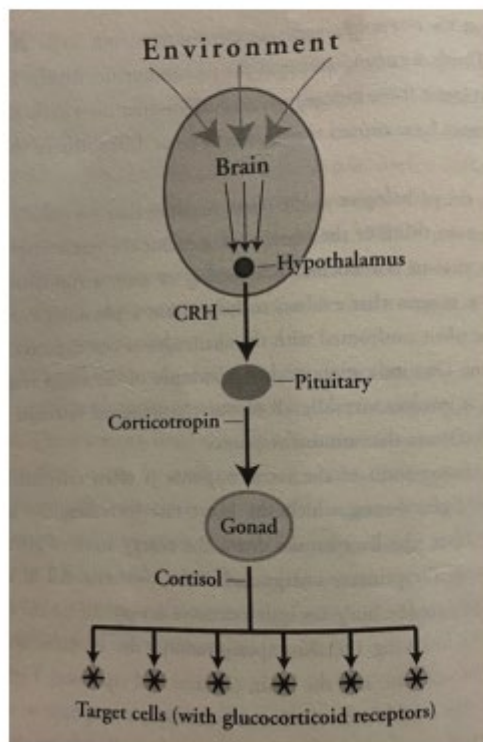 Environment
Brain
Hypothalamus
CRH
Pituitary
Corticotropin
Gonad
Cortisol
Target cells (with glucocorticoid receptors)